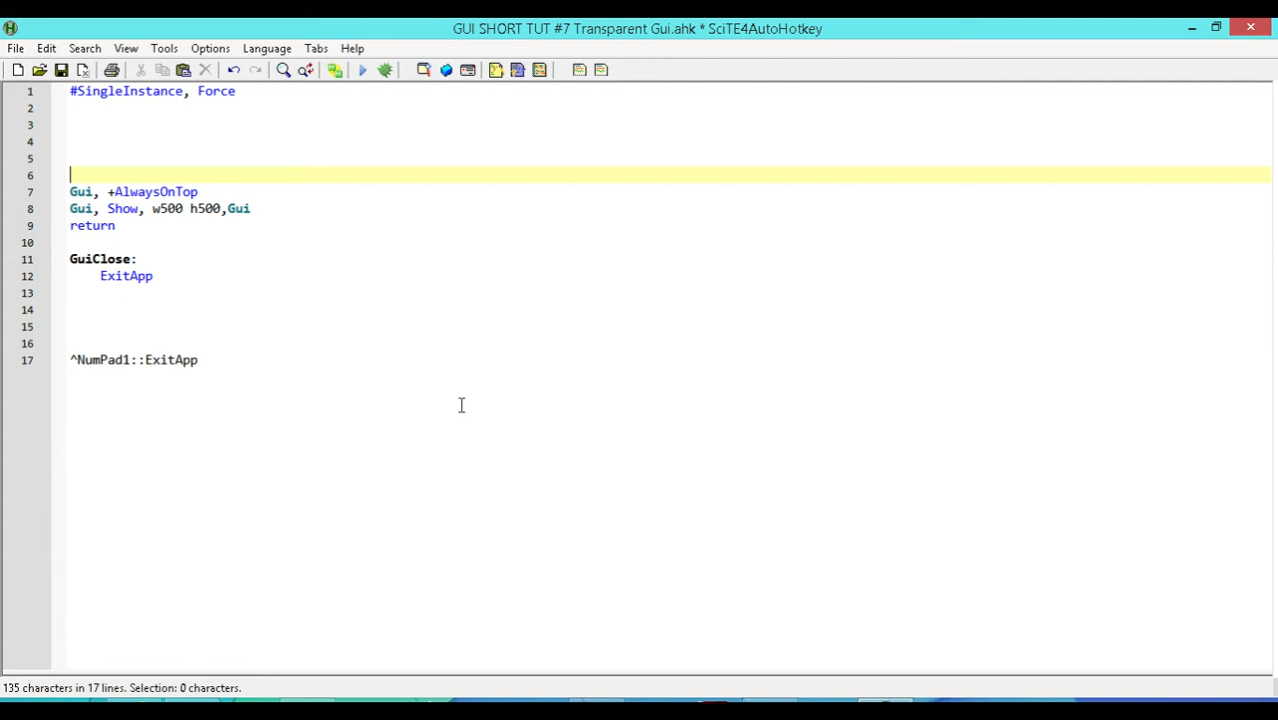 GUI SHORT TUT #7 Transparent Gui.ahk * SciTE4AutoHotkey
File Edit Search View Tools Options Language Tabs Help
1 #SingleInstance, Force
2
3
4
5
6
7 Gui, +AlwaysOnTop
8 Gui, Show, w500 h500,Gui
9 return
10
11 GuiClose:
12 ExitApp
13
14
15
16
17 ^NumPad1::ExitApp
135 characters in 17 lines. Selection: 0 characters.